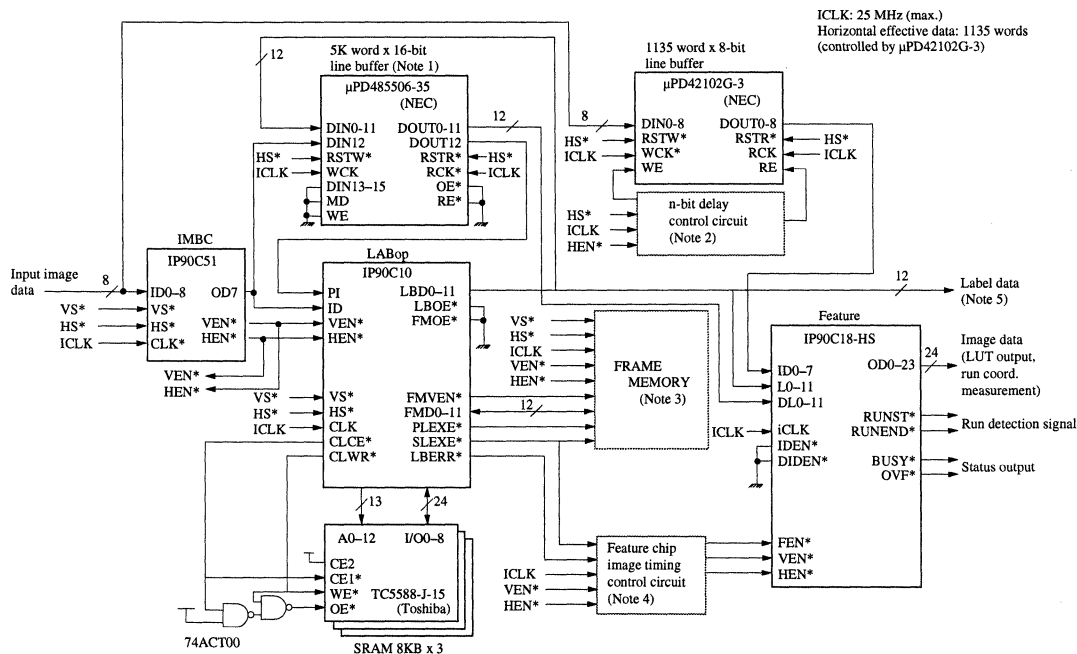 ICLK: 25 MHz (max.)
Horizontal effective data: 1135 words
(controlled by µPD42102G-3)
12
5K word x 16-bit
line buffer (Note 1)
µPD485506-35
(NEC)
DIN0-11
DIN12
RSTW*
WCK
DIN13-15
MD
WE
DOUT0-11
DOUT12
RSTR*
RCK*
OE*
RE*
HS*
ICLK
HS*
ICLK
12
1135 word x 8-bit
line buffer
µPD42102G-3
(NEC)
DIN0-8
RSTW*
WCK*
WE
DOUT0-8
RSTR*
RCK
RE
8
HS*
ICLK
HS*
ICLK
n-bit delay
control circuit
(Note 2)
HS*
ICLK
HEN*
Input image
data
8
VS*
HS*
ICLK
IMBC
IP90C51
ID0–8
VS*
HS*
CLK*
OD7
VEN*
HEN*
VEN*
HEN*
LABop
IP90C10
PI
ID
VEN*
HEN*
VS*
HS*
CLK
CLCE*
CLWR*
LBD0–11
LBOE*
FMOE*
FMVEN*
FMD0–11
PLEXE*
SLEXE*
LBERR*
VS*
HS*
ICLK
13
24
12
VS*
HS*
ICLK
VEN*
HEN*
FRAME
MEMORY
(Note 3)
12
Label data
(Note 5)
Feature
IP90C18-HS
ID0–7
L0–11
DL0–11
iCLK
IDEN*
DIDEN*
FEN*
VEN*
HEN*
OD0–23
RUNST*
RUNEND*
BUSY*
OVF*
ICLK
24
Image data
(LUT output,
run coord.
measurement)
Run detection signal
Status output
A0–12
I/O0–8
CE2
CE1*
WE*
OE*
TC5588-J-15
(Toshiba)
SRAM 8KB x 3
74ACT00
ICLK
VEN*
HEN*
Feature chip
image timing
control circuit
(Note 4)